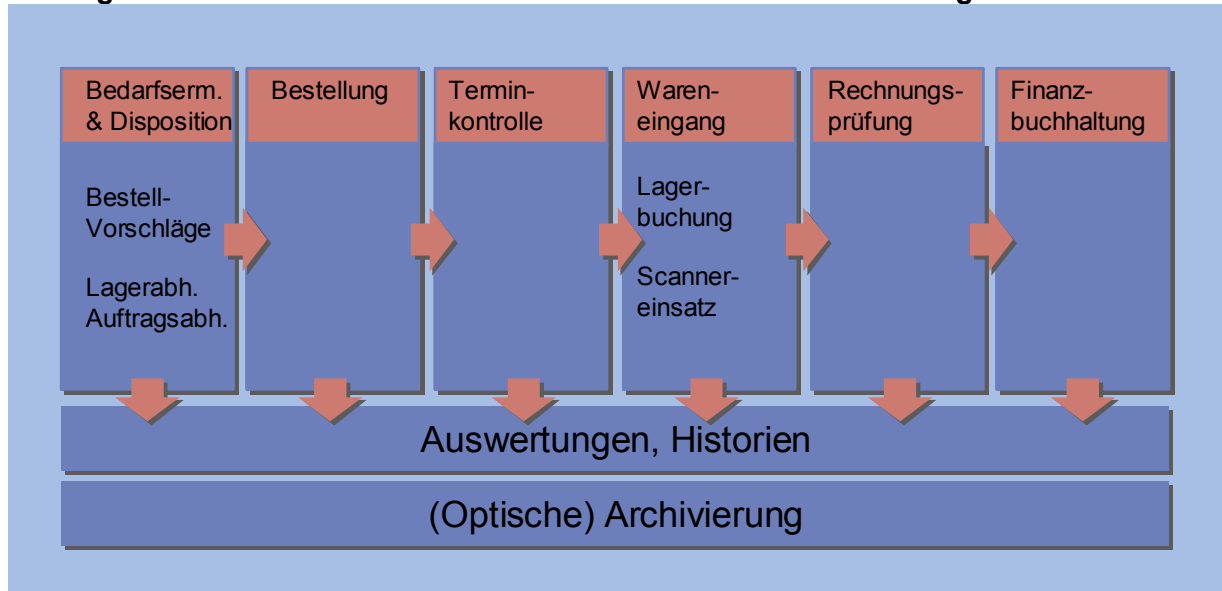 Bedarfserm.
& Disposition
Bestellung
Termin-
kontrolle
Waren-
eingang
Rechnungs-
prüfung
Finanz-
buchhaltung
Bestell-
Vorschläge
Lagerabh.
Auftragsabh.
Lager-
buchung
Scanner-
einsatz
Auswertungen, Historien
(Optische) Archivierung